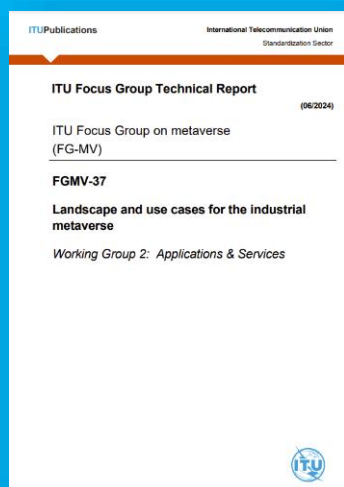 ITUPublications
International Telecommunication Union
Standardization Sector
ITU Focus Group Technical Report
(06/2024)
ITU Focus Group on metaverse
(FG-MV)
FGMV-37
Landscape and use cases for the industrial
metaverse
Working Group 2: Applications & Services
ITU